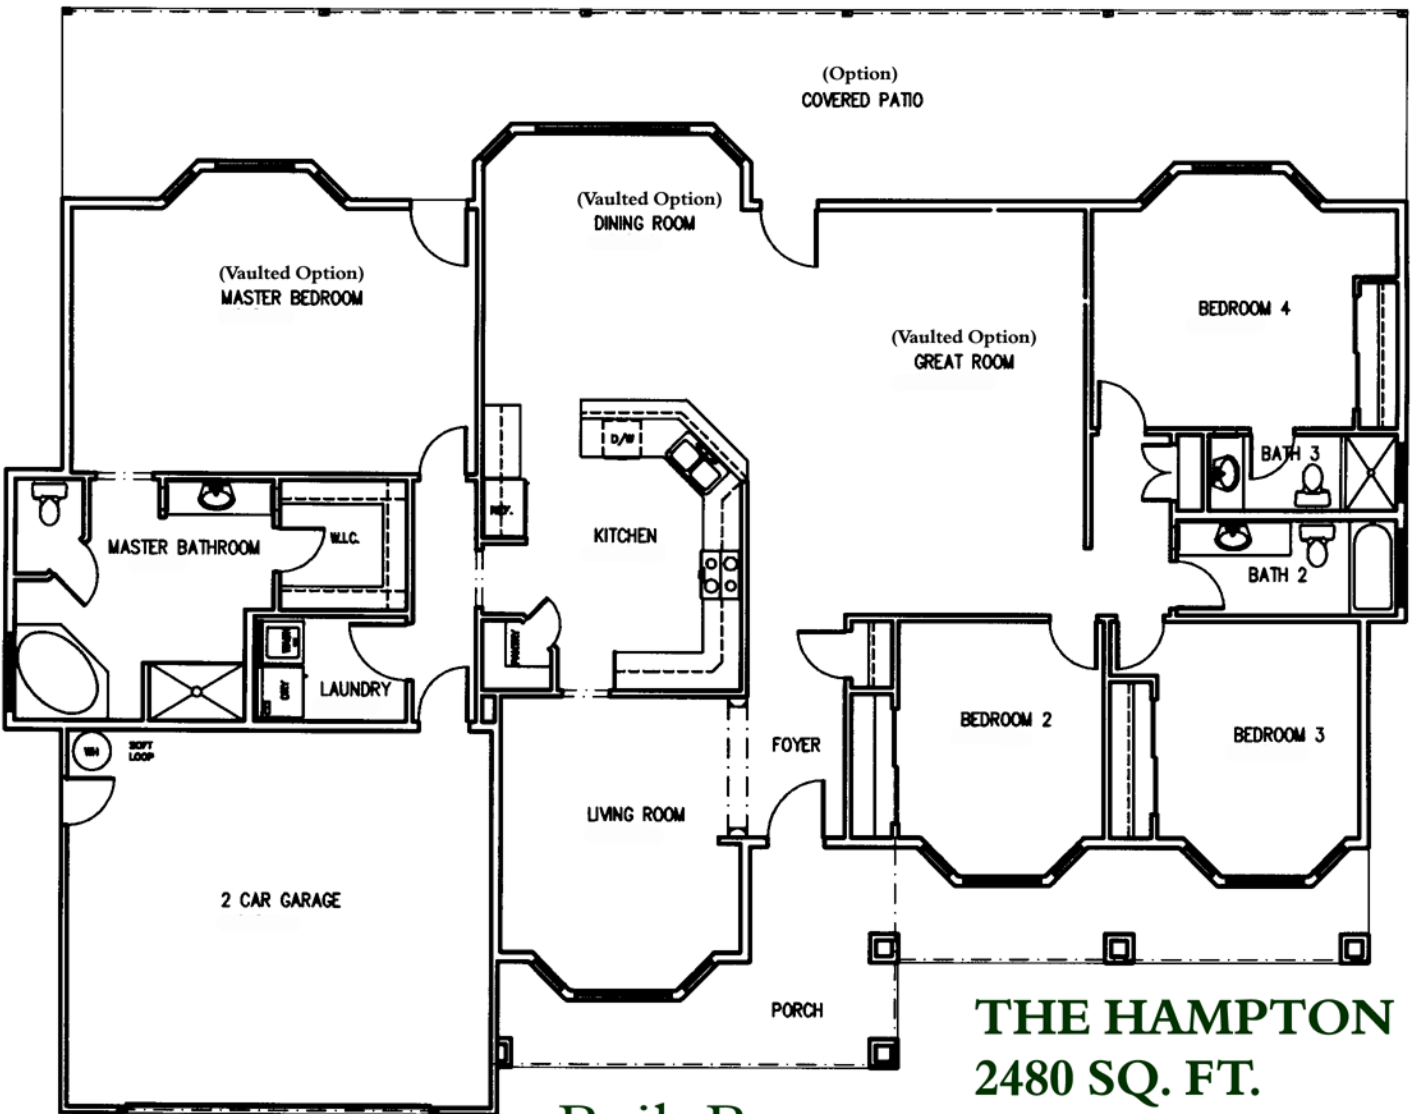 (Option)
COVERED PATIO
(Vaulted Option)
DINING ROOM
(Vaulted Option)
MASTER BEDROOM
BEDROOM 4
(Vaulted Option)
GREAT ROOM
D/W
BATH 3
REF.
KITCHEN
MASTER BATHROOM
W.I.C.
BATH 2
PANTRY
LAUNDRY
DRY
BEDROOM 2
BEDROOM 3
FOYER
WH
SOFT
LOOP
LIVING ROOM
2 CAR GARAGE
PORCH
THE HAMPTON
2480 SQ. FT.